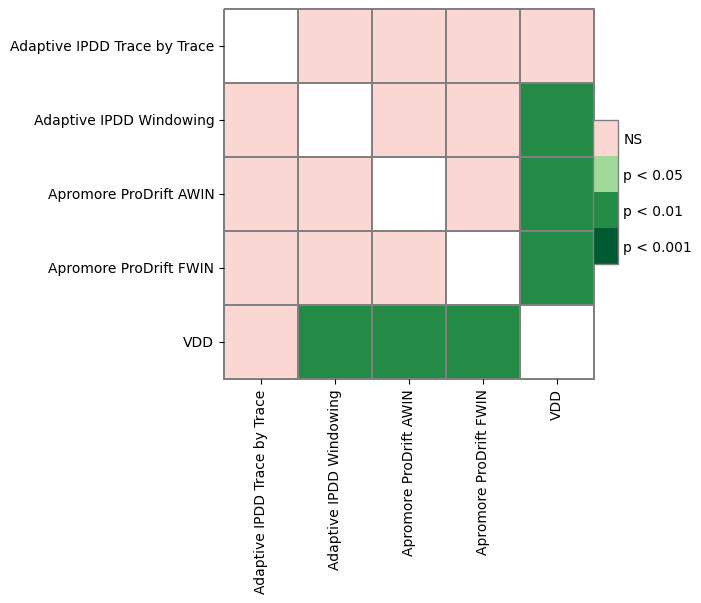 Adaptive IPDD Trace by Trace
Adaptive IPDD Windowing
Apromore ProDrift AWIN
Apromore ProDrift FWIN
VDD
NS
p < 0.05
p < 0.01
p < 0.001
Adaptive IPDD Trace by Trace
Adaptive IPDD Windowing
Apromore ProDrift AWIN
Apromore ProDrift FWIN
VDD